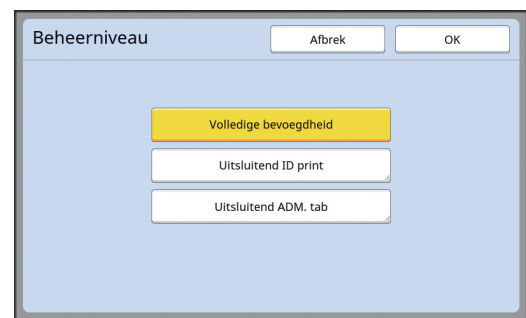 Beheerniveau
Afbrek
OK
Volledige bevoegdheid
Uitsluitend ID print
Uitsluitend ADM. tab